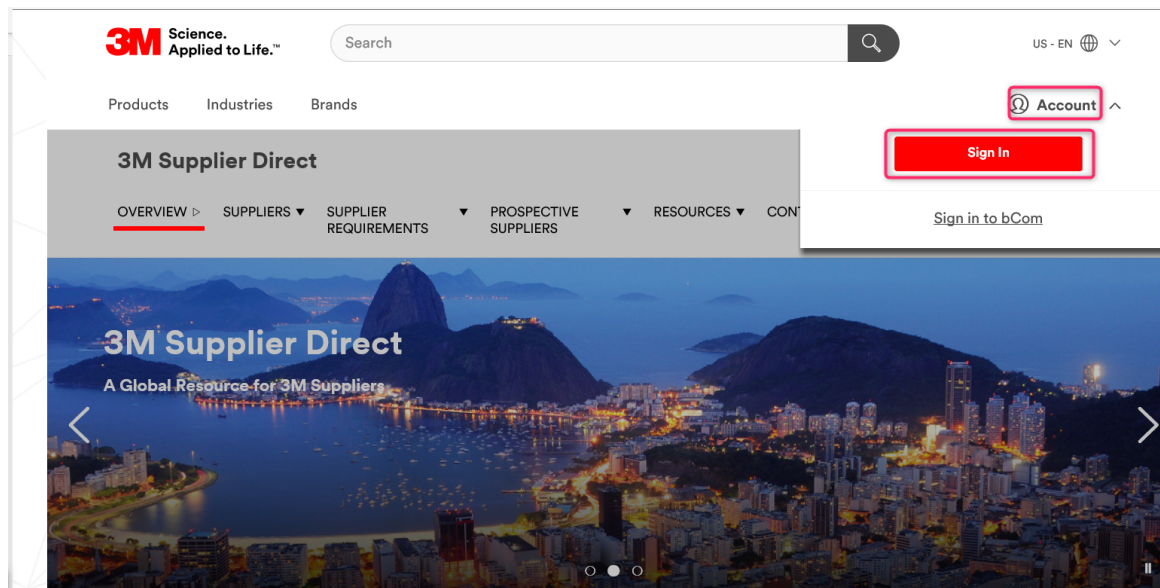 3M Science.
Applied to Life.™
Search
US - EN
Products Industries Brands
Account
Sign In
Sign in to bCom
3M Supplier Direct
OVERVIEW ▷ SUPPLIERS ▼ SUPPLIER ▼ PROSPECTIVE ▼ RESOURCES ▼ CON
REQUIREMENTS SUPPLIERS
3M Supplier Direct
A Global Resource for 3M Suppliers